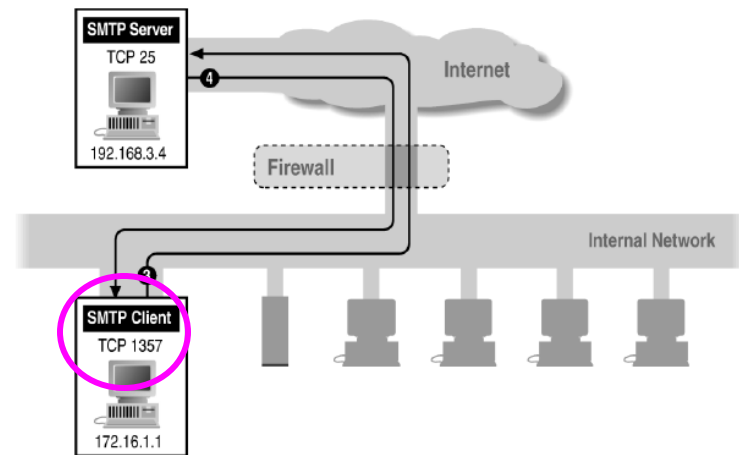 SMTP Server
TCP 25
192.168.3.4
4
Internet
Firewall
Internal Network
3
SMTP Client
TCP 1357
172.16.1.1